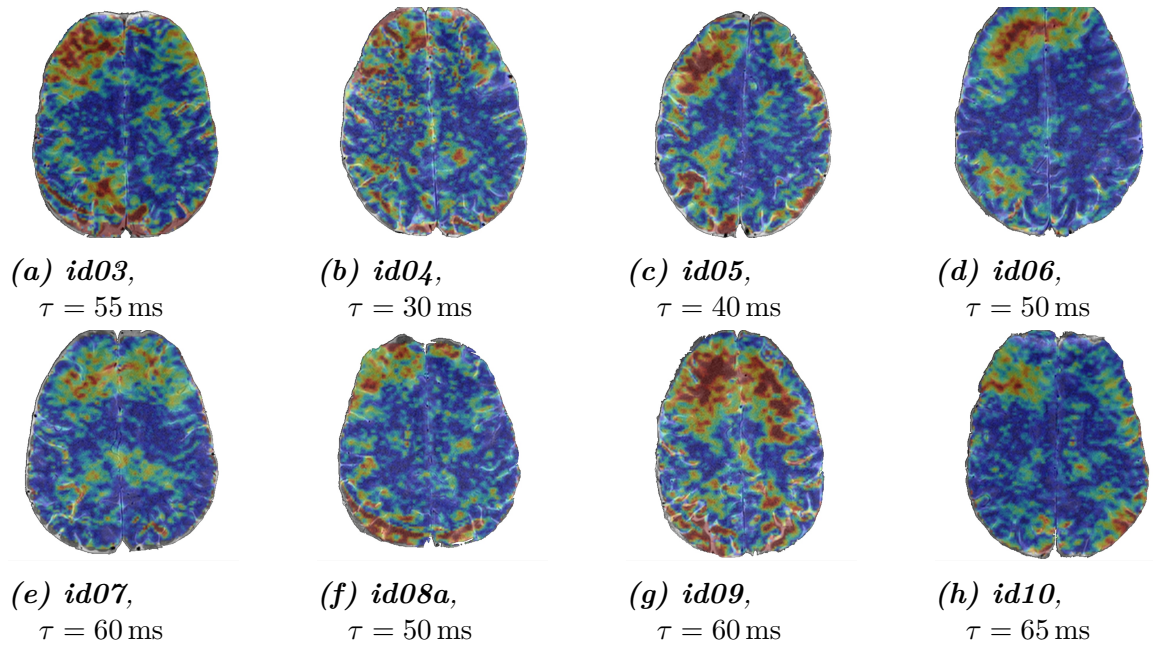 (a) id03,
τ = 55 ms
(b) id04,
τ = 30 ms
(c) id05,
τ = 40 ms
(d) id06,
τ = 50 ms
(e) id07,
τ = 60 ms
(f) id08a,
τ = 50 ms
(g) id09,
τ = 60 ms
(h) id10,
τ = 65 ms